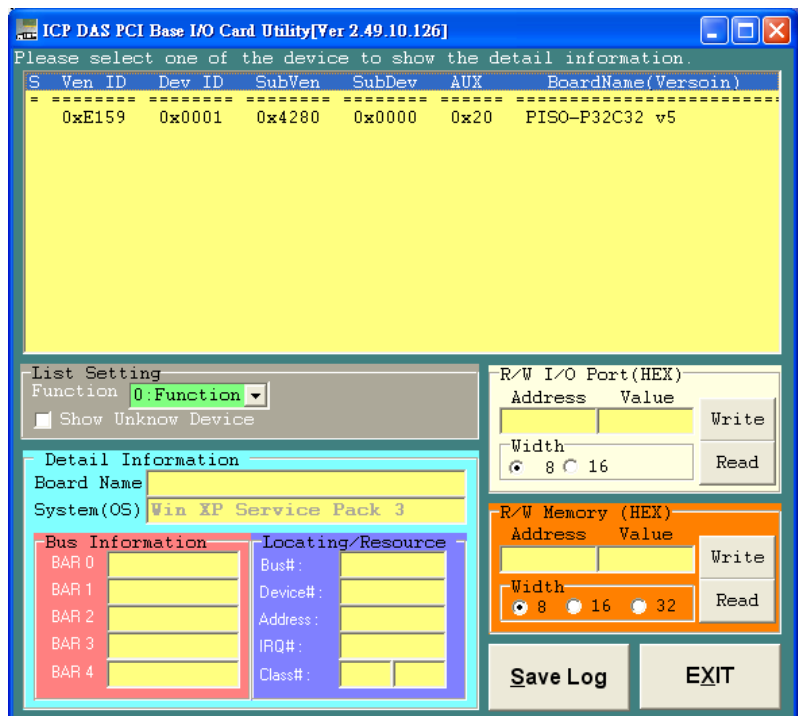 ICP DAS PCI Base I/O Card Utility[Ver 2.49.10.126]
Please select one of the device to show the detail information.
S Ven ID Dev ID SubVen SubDev AUX BoardName(Versoin)
= ======== ======== ======== ======== ====== ==========================
0xE159 0x0001 0x4280 0x0000 0x20 PISO-P32C32 v5
List Setting
Function 0:Function
Show Unknow Device
Detail Information
Board Name
System(OS) Win XP Service Pack 3
Bus Information
BAR 0
BAR 1
BAR 2
BAR 3
BAR 4
Locating/Resource
Bus# :
Device# :
Address :
IRQ# :
Class# :
R/W I/O Port(HEX)
Address Value
Write
Width
8 16
Read
R/W Memory (HEX)
Address Value
Write
Width
8 16 32
Read
Save Log
EXIT